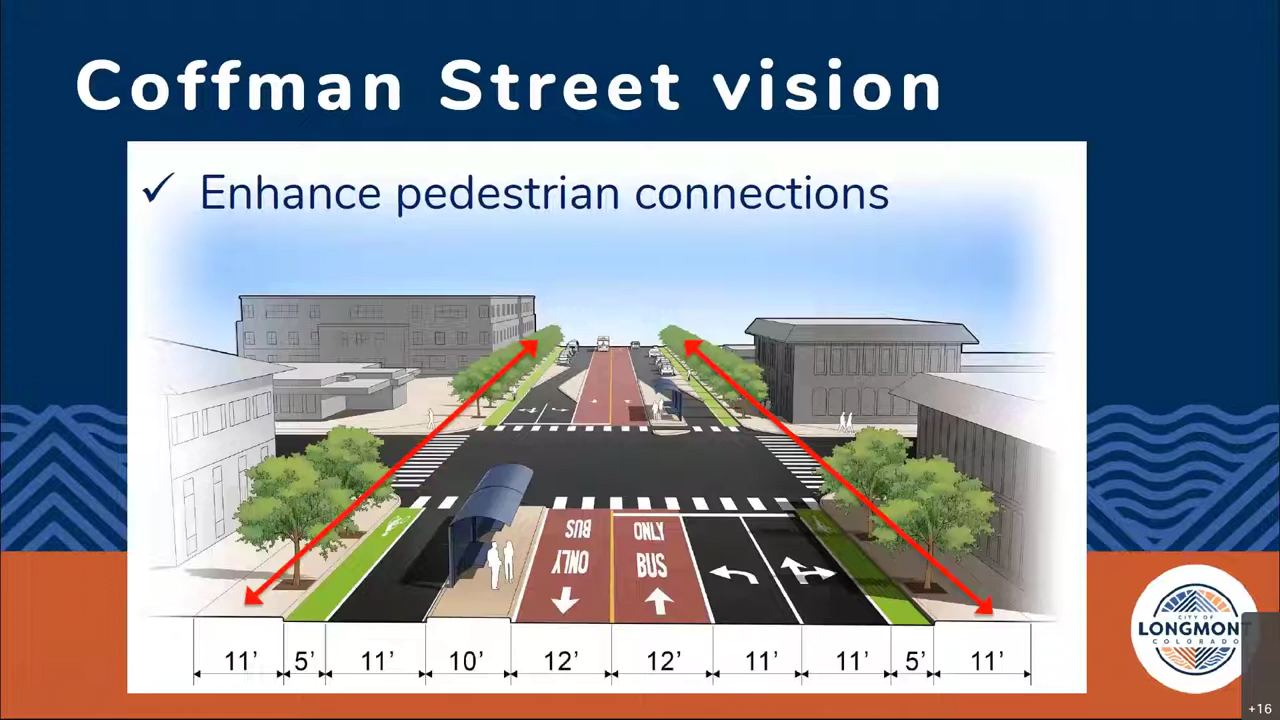 Coffman Street vision
✓ Enhance pedestrian connections
BUS ONLY
ONLY BUS
11' 5' 11' 10' 12' 12' 11' 11' 5' 11'
CITY OF
LONGMONT
COLORADO
+16